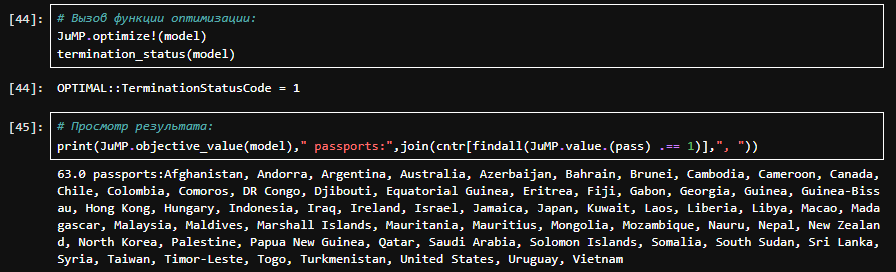 [44]: # Вызов функции оптимизации:
JuMP.optimize!(model)
termination_status(model)
[44]: OPTIMAL::TerminationStatusCode = 1
[45]: # Просмотр результата:
print(JuMP.objective_value(model)," passports:",join(cntr[findall(JuMP.value.(pass) .== 1)],", "))
63.0 passports:Afghanistan, Andorra, Argentina, Australia, Azerbaijan, Bahrain, Brunei, Cambodia, Cameroon, Canada,
Chile, Colombia, Comoros, DR Congo, Djibouti, Equatorial Guinea, Eritrea, Fiji, Gabon, Georgia, Guinea, Guinea-Biss
au, Hong Kong, Hungary, Indonesia, Iraq, Ireland, Israel, Jamaica, Japan, Kuwait, Laos, Liberia, Libya, Macao, Mada
gascar, Malaysia, Maldives, Marshall Islands, Mauritania, Mauritius, Mongolia, Mozambique, Nauru, Nepal, New Zealan
d, North Korea, Palestine, Papua New Guinea, Qatar, Saudi Arabia, Solomon Islands, Somalia, South Sudan, Sri Lanka,
Syria, Taiwan, Timor-Leste, Togo, Turkmenistan, United States, Uruguay, Vietnam